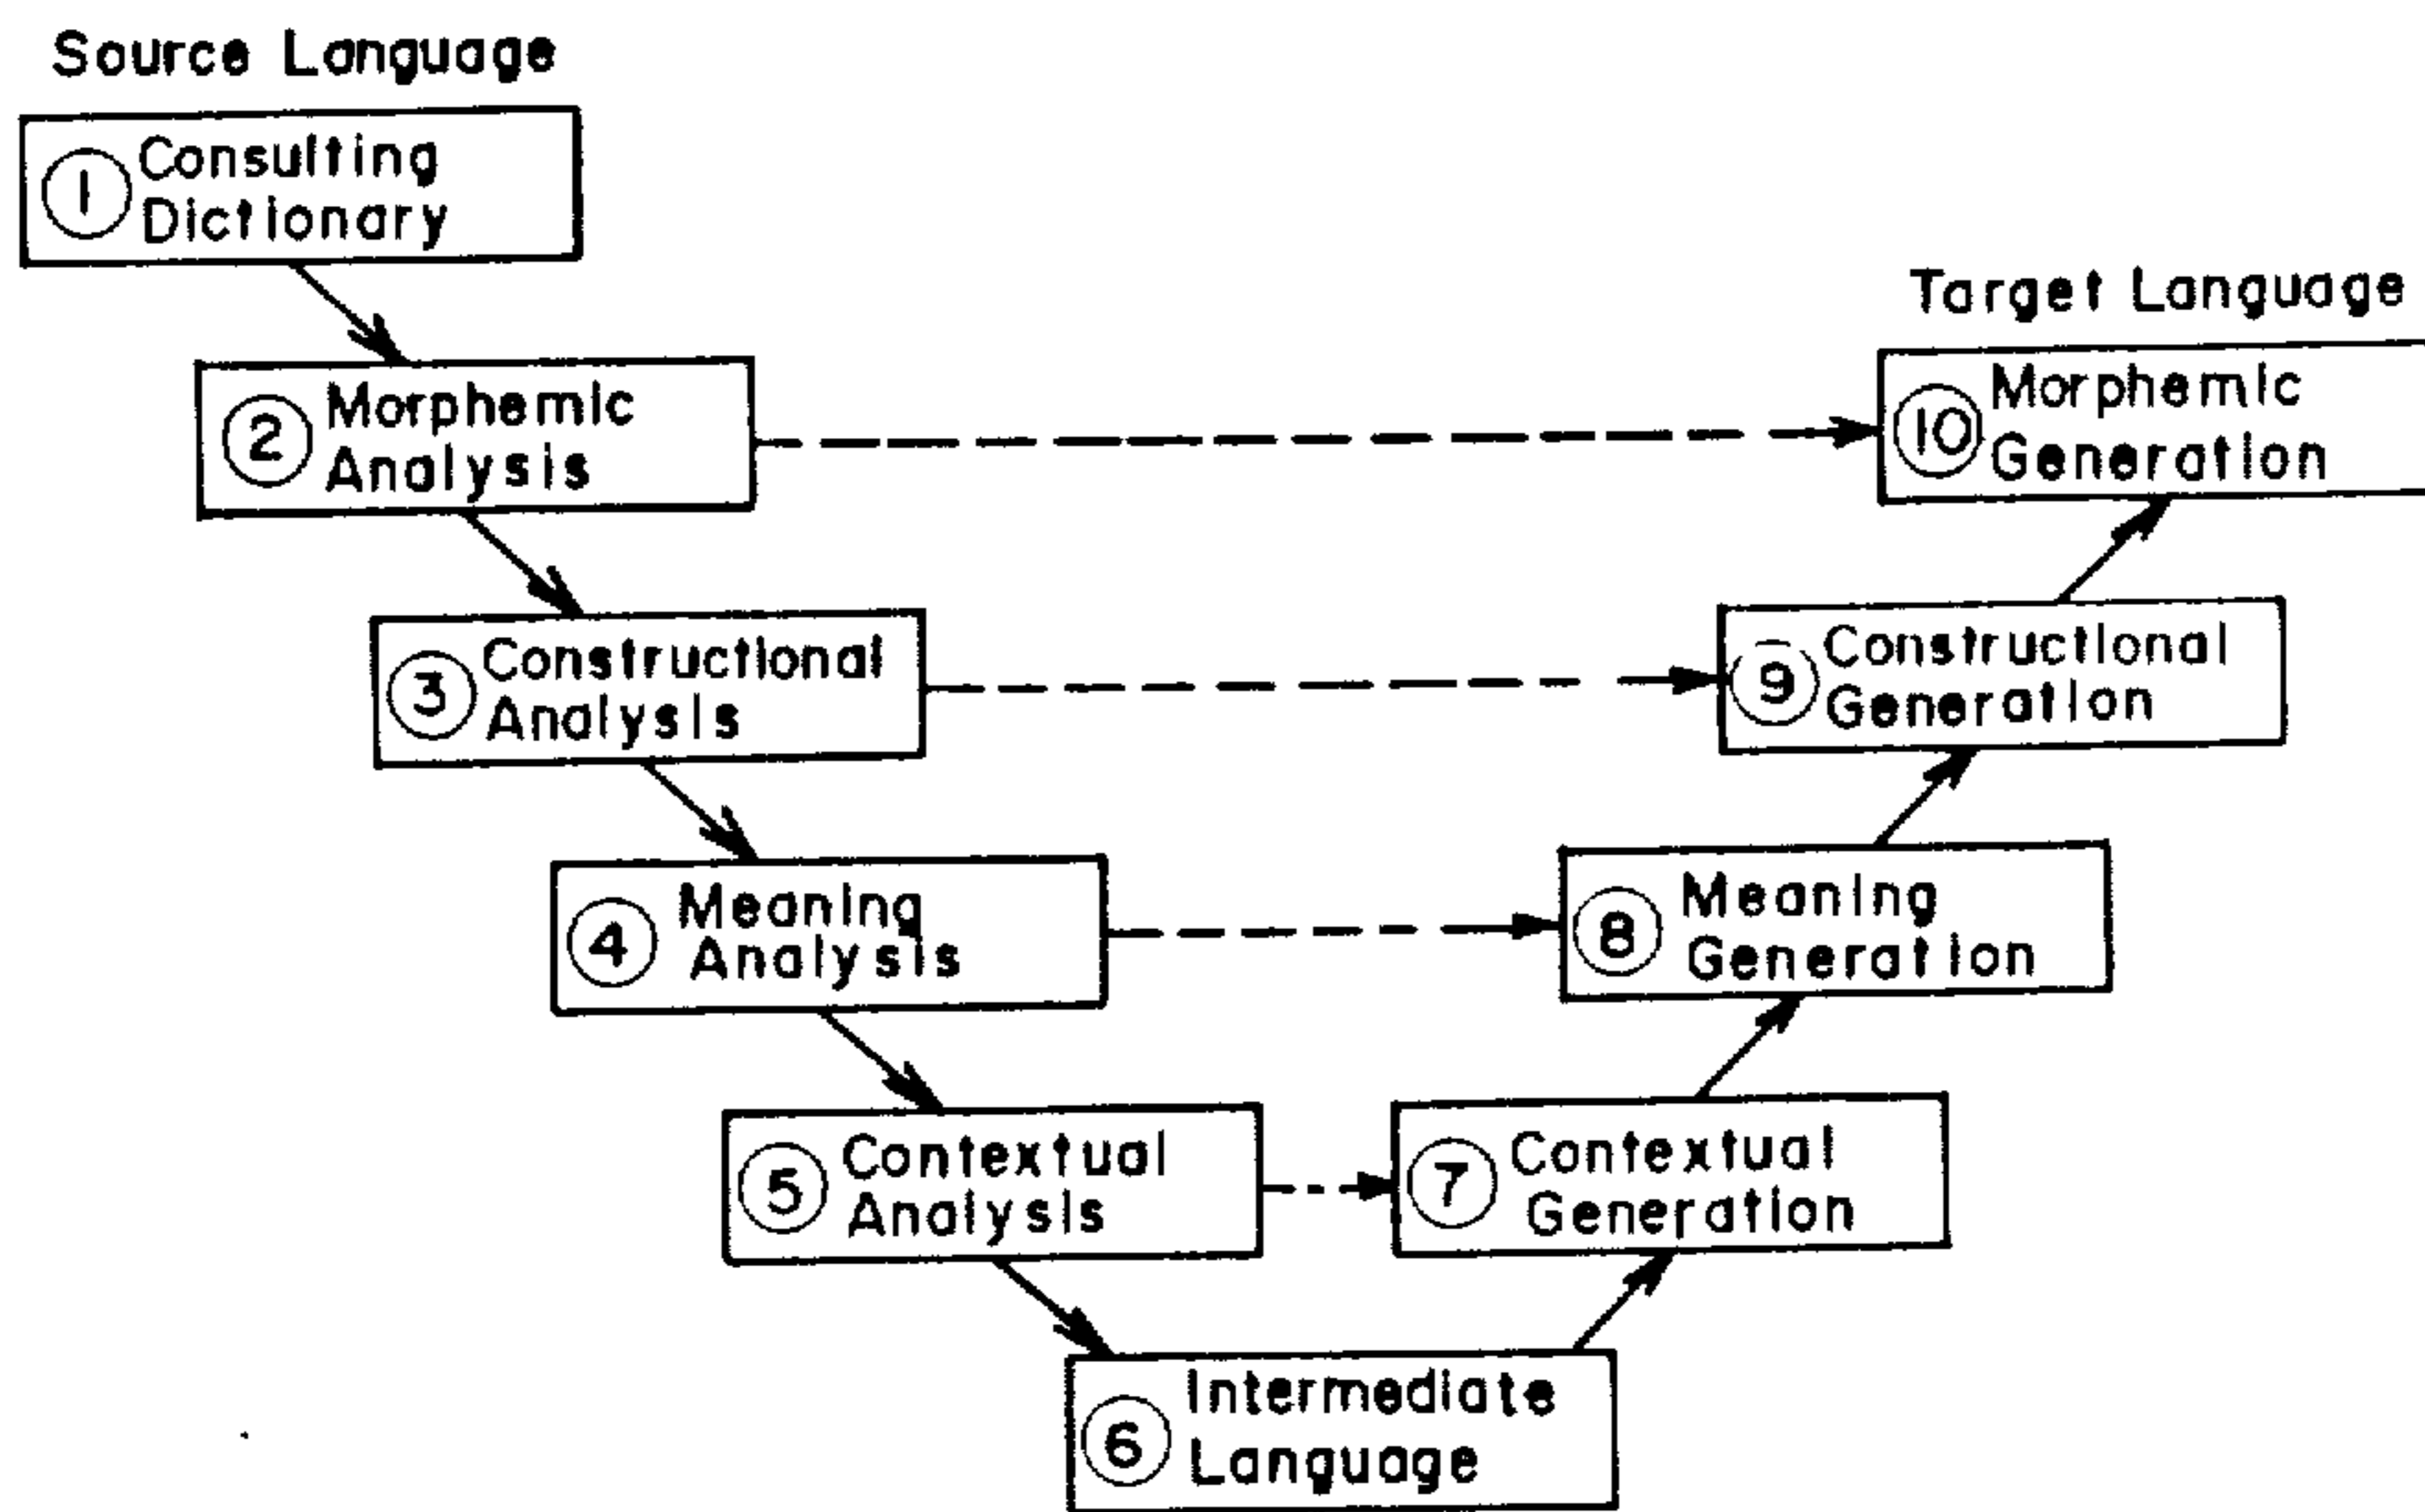 Source Language
1 Consulting
Dictionary
Target Language
2 Morphemic
Analysis
10 Morphemic
Generation
3 Constructional
Analysis
9 Constructional
Generation
4 Meaning
Analysis
8 Meaning
Generation
5 Contextual
Analysis
7 Contextual
Generation
6 Intermediate
Language